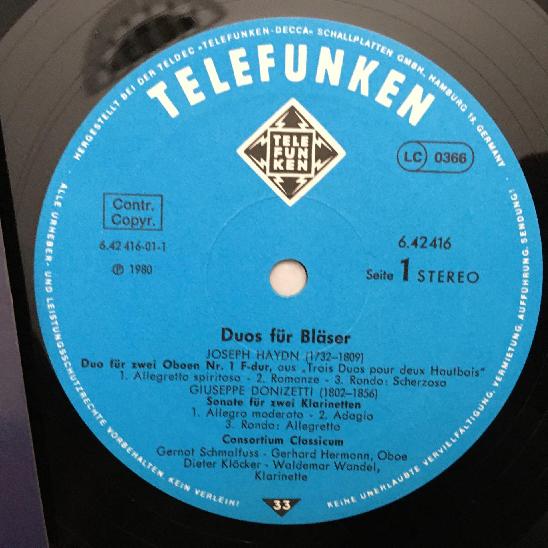 HERGESTELLT BEI DER TELDEC »TELEFUNKEN-DECCA« SCHALLPLATTEN GMBH, HAMBURG 19, GERMANY
TELEFUNKEN
TELE
FUN
KEN
LC 0366
Contr.
Copyr.
6.42 416-01-1
6.42416
℗ 1980
Seite 1 STEREO
Duos für Bläser
JOSEPH HAYDN (1732–1809)
Duo für zwei Oboen Nr. 1 F-dur, aus „Trois Duos pour deux Hautbois"
1. Allegretto spiritoso - 2. Romanze - 3. Rondo: Scherzoso
GIUSEPPE DONIZETTI (1802–1856)
Sonate für zwei Klarinetten
1. Allegro moderato - 2. Adagio
3. Rondo: Allegretto
Consortium Classicum
Gernot Schmalfuss - Gerhard Hermann, Oboe
Dieter Klöcker - Waldemar Wandel,
Klarinette
33
ALLE URHEBER- UND LEISTUNGSSCHUTZRECHTE VORBEHALTEN. KEIN VERLEIH!
KEINE UNERLAUBTE VERVIELFÄLTIGUNG, VERMIETUNG, AUFFÜHRUNG, SENDUNG!